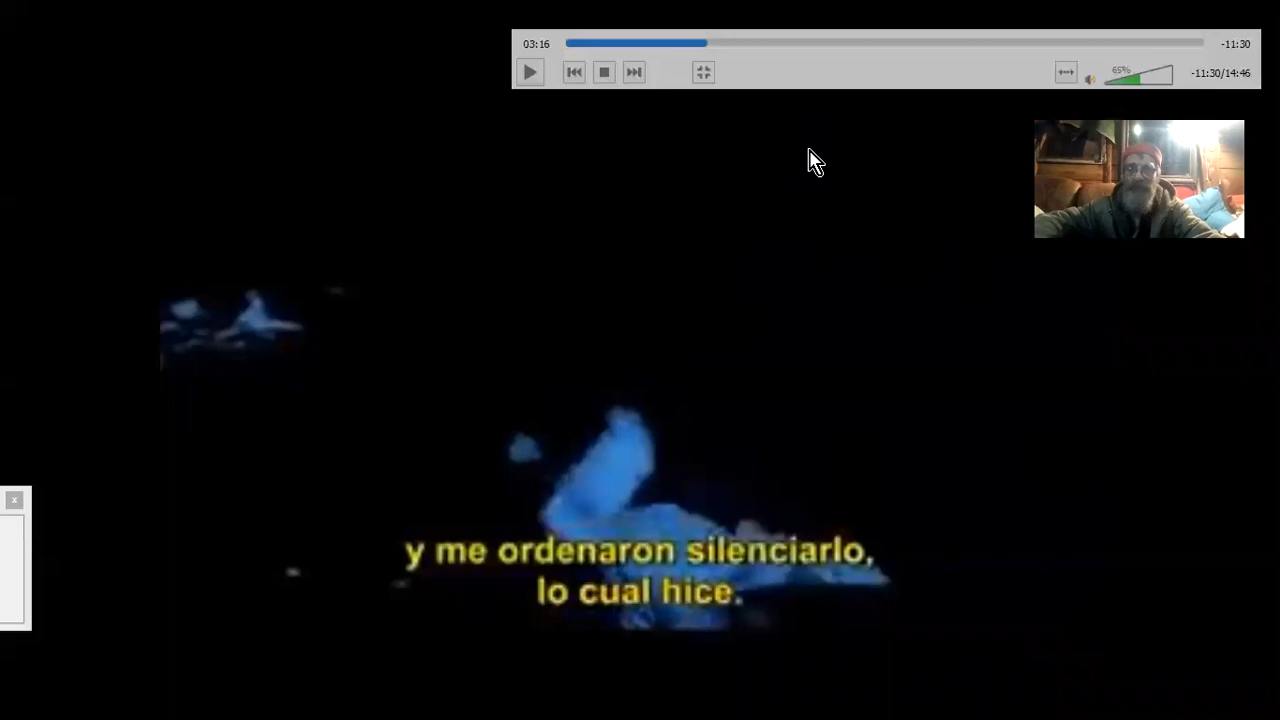 03:16
-11:30
65%
-11:30/14:46
x
y me ordenaron silenciarlo,
lo cual hice.